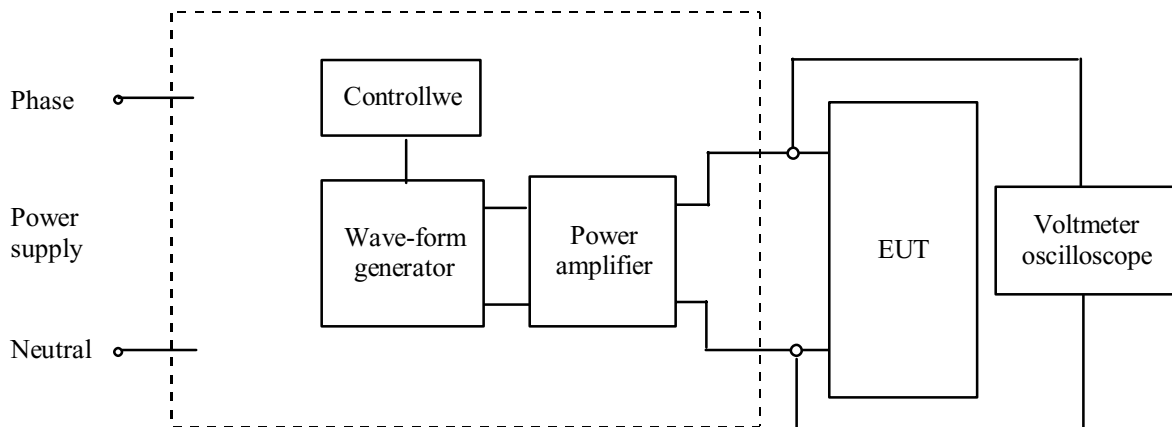 Phase
Controllwe
Power
supply
Wave-form
generator
Power
amplifier
EUT
Voltmeter
oscilloscope
Neutral